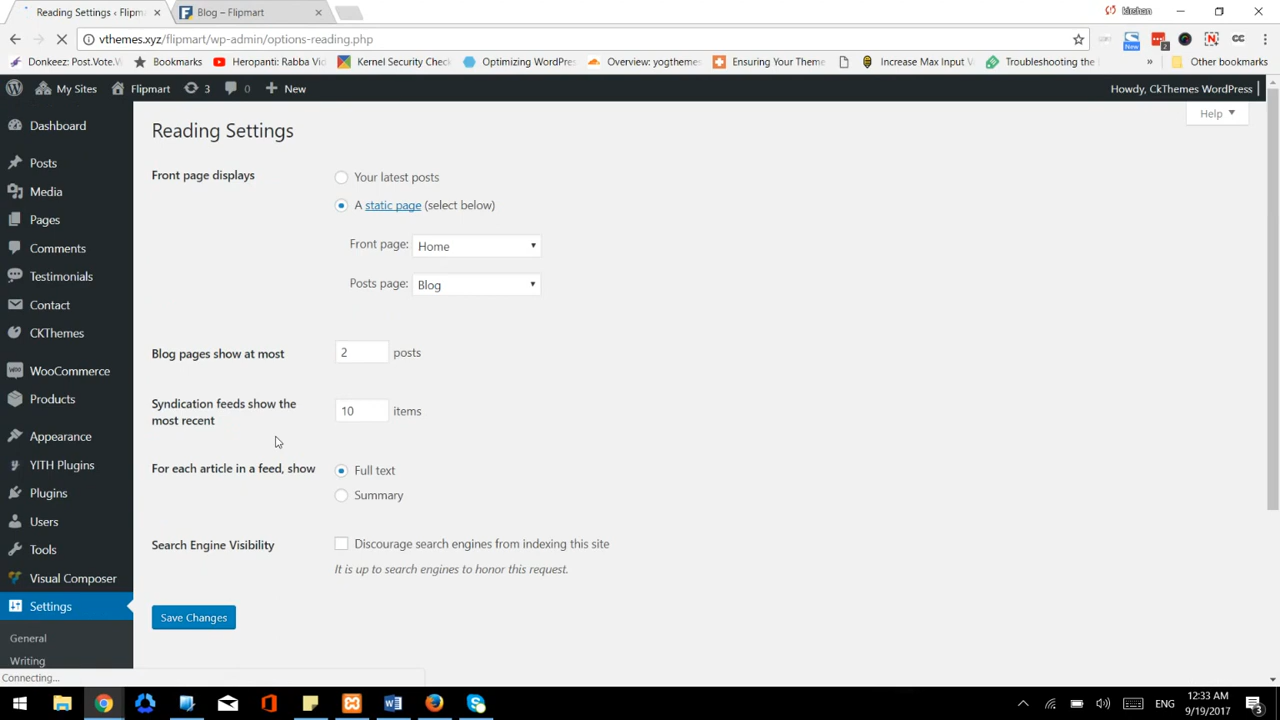 Reading Settings ‹ Flipm
Blog – Flipmart
kirshan
vthemes.xyz/flipmart/wp-admin/options-reading.php
New
2
Donkeez: Post.Vote.W
Bookmarks
Heropanti: Rabba Vid
Kernel Security Check
Optimizing WordPres
Overview: yogthemes
Ensuring Your Theme
Increase Max Input V
Troubleshooting the
»
Other bookmarks
My Sites
Flipmart
3
0
New
Howdy, CkThemes WordPress
Help
Dashboard
Posts
Media
Pages
Comments
Testimonials
Contact
CKThemes
WooCommerce
Products
Appearance
YITH Plugins
Plugins
Users
Tools
Visual Composer
Settings
General
Writing
Reading Settings
Front page displays
Your latest posts
A static page (select below)
Front page: Home
Posts page: Blog
Blog pages show at most
2 posts
Syndication feeds show the
most recent
10 items
For each article in a feed, show
Full text
Summary
Search Engine Visibility
Discourage search engines from indexing this site
It is up to search engines to honor this request.
Save Changes
Connecting...
ENG
12:33 AM
9/19/2017
3